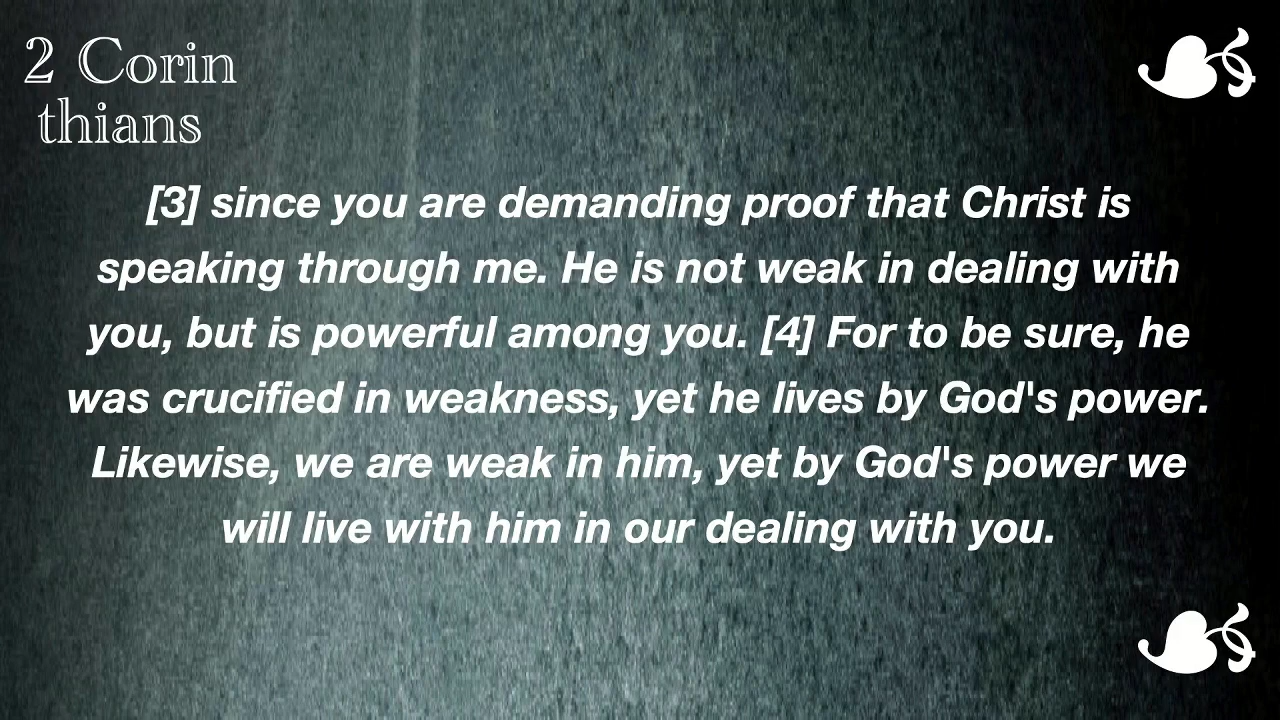 2 Corin
thians
[3] since you are demanding proof that Christ is
speaking through me. He is not weak in dealing with
you, but is powerful among you. [4] For to be sure, he
was crucified in weakness, yet he lives by God's power.
Likewise, we are weak in him, yet by God's power we
will live with him in our dealing with you.